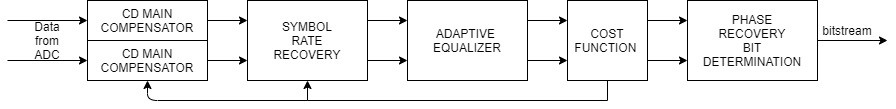 Data
from
ADC
CD MAIN
COMPENSATOR
CD MAIN
COMPENSATOR
SYMBOL
RATE
RECOVERY
ADAPTIVE
EQUALIZER
COST
FUNCTION
PHASE
RECOVERY
BIT
DETERMINATION
bitstream